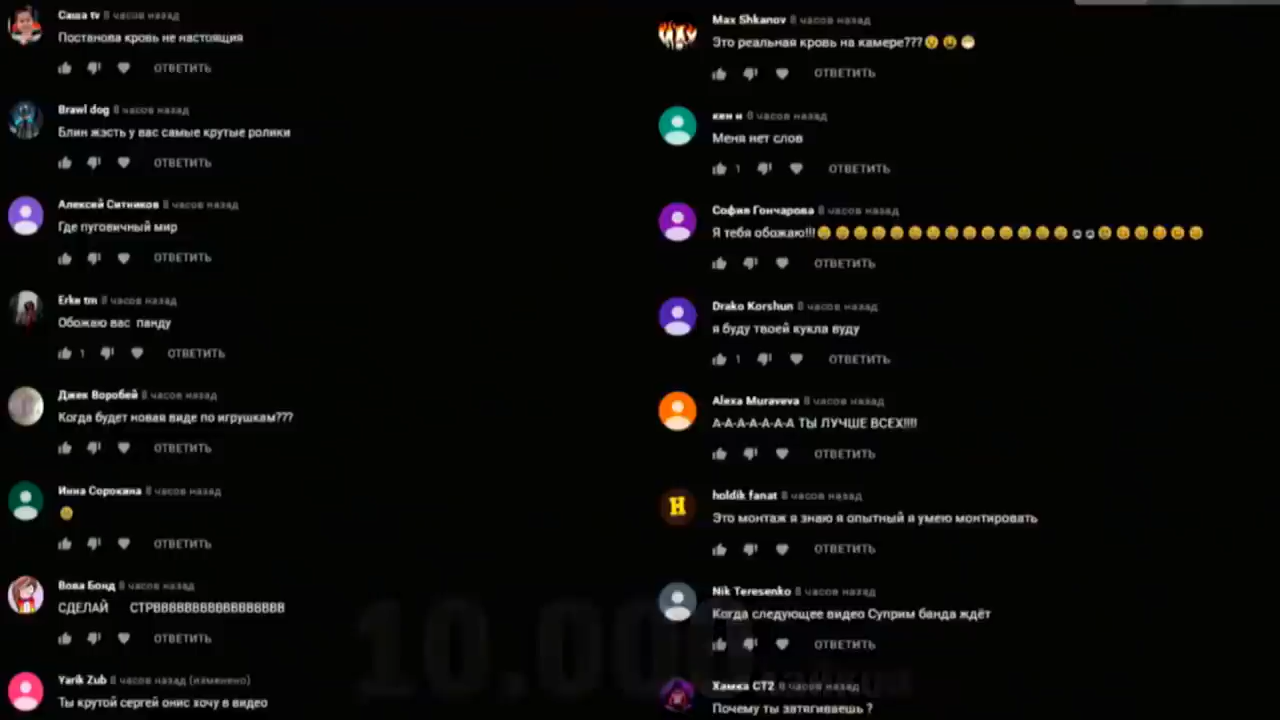 Саша tv 8 часов назад
Постанова кровь не настоящия
ОТВЕТИТЬ
Brawl dog 8 часов назад
Блин жэсть у вас самые крутые ролики
ОТВЕТИТЬ
Алексей Ситников 8 часов назад
Где пуговичный мир
ОТВЕТИТЬ
Erke tm 8 часов назад
Обожаю вас панду
1 ОТВЕТИТЬ
Джек Воробей 8 часов назад
Когда будет новая виде по игрушкам???
ОТВЕТИТЬ
Инна Сорокина 8 часов назад
ОТВЕТИТЬ
Вова Бонд 8 часов назад
СДЕЛАЙ
ОТВЕТИТЬ
Yarik Zub 8 часов назад (изменено)
Ты крутой сергей онис хочу в видео
Max Shkanov 8 часов назад
Это реальная кровь на камере???
ОТВЕТИТЬ
кен и 8 часов назад
Меня нет слов
1 ОТВЕТИТЬ
София Гончарова 8 часов назад
Я тебя обожаю!!!
ОТВЕТИТЬ
Drako Korshun 8 часов назад
я буду твоей кукла вуду
1 ОТВЕТИТЬ
Alexa Muraveva 8 часов назад
А-А-А-А-А-А-А ТЫ ЛУЧШЕ ВСЕХ!!!!
ОТВЕТИТЬ
H
holdik fanat 8 часов назад
Это монтаж я знаю я опытный я умею монтировать
ОТВЕТИТЬ
Nik Teresenko 8 часов назад
Когда следующее видео Суприм банда ждёт
ОТВЕТИТЬ
Хамка СТ2 8 часов назад
Почему ты затягиваешь ?
10.000